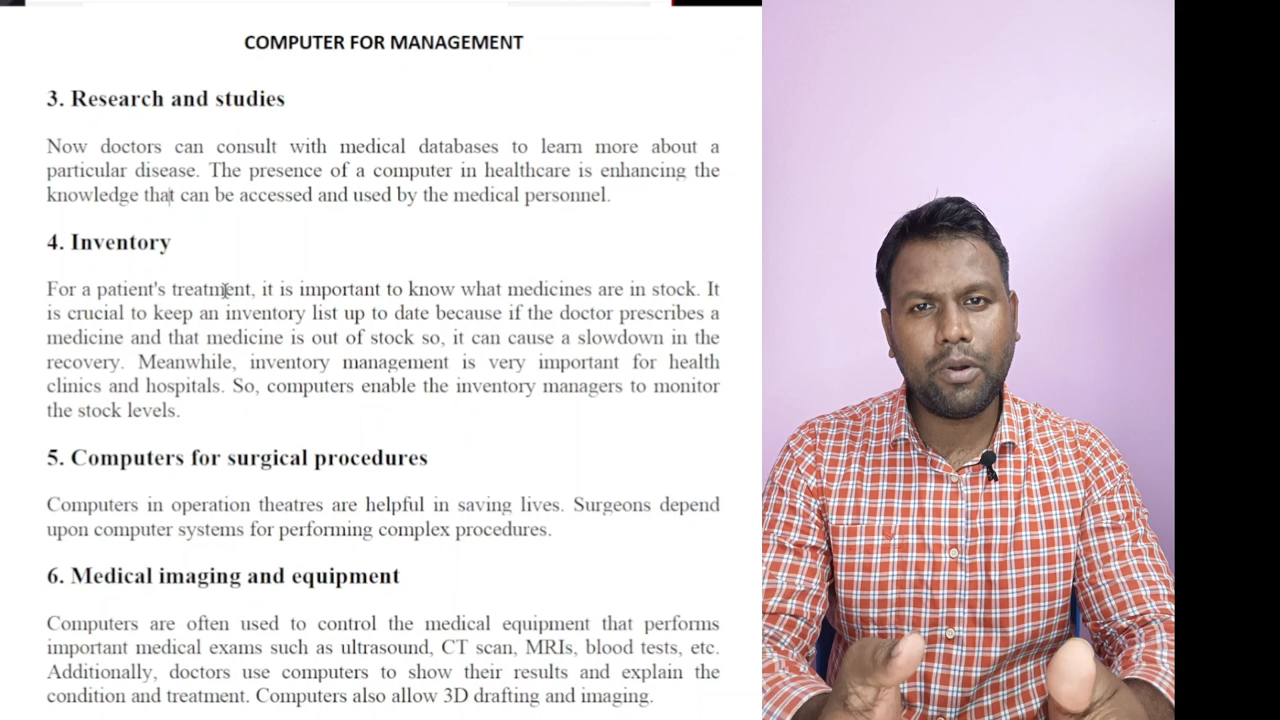 COMPUTER FOR MANAGEMENT
3. Research and studies
Now doctors can consult with medical databases to learn more about a
particular disease. The presence of a computer in healthcare is enhancing the
knowledge that can be accessed and used by the medical personnel.
4. Inventory
For a patient's treatment, it is important to know what medicines are in stock. It
is crucial to keep an inventory list up to date because if the doctor prescribes a
medicine and that medicine is out of stock so, it can cause a slowdown in the
recovery. Meanwhile, inventory management is very important for health
clinics and hospitals. So, computers enable the inventory managers to monitor
the stock levels.
5. Computers for surgical procedures
Computers in operation theatres are helpful in saving lives. Surgeons depend
upon computer systems for performing complex procedures.
6. Medical imaging and equipment
Computers are often used to control the medical equipment that performs
important medical exams such as ultrasound, CT scan, MRIs, blood tests, etc.
Additionally, doctors use computers to show their results and explain the
condition and treatment. Computers also allow 3D drafting and imaging.